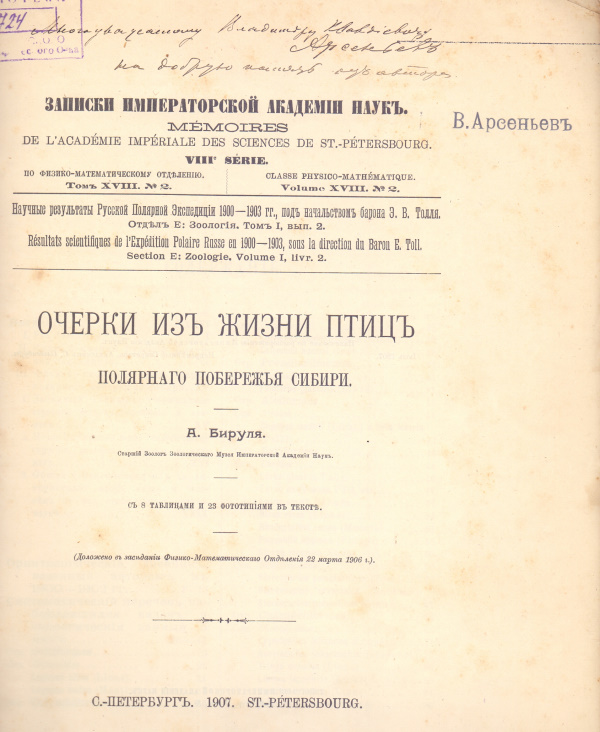 724
Многоуважаемому Владимиру Клавдіевичу
Арсеньеву
на добрую память отъ автора
ЗАПИСКИ ИМПЕРАТОРСКОЙ АКАДЕМІИ НАУКЪ.
В.Арсеньевъ
MÉMOIRES
DE L'ACADÉMIE IMPÉRIALE DES SCIENCES DE ST.-PÉTERSBOURG.
VIIIᵉ SÉRIE.
ПО ФИЗИКО-МАТЕМАТИЧЕСКОМУ ОТДѢЛЕНІЮ.
Томъ XVIII. № 2.
CLASSE PHYSICO-MATHÉMATIQUE.
Volume XVIII. № 2.
Научные результаты Русской Полярной Экспедиціи 1900—1903 гг., подъ начальствомъ барона Э. В. Толля.
Отдѣлъ E: Зоологія. Томъ I, вып. 2.
Résultats scientifiques de l'Expédition Polaire Russe en 1900—1903, sous la direction du Baron E. Toll.
Section E: Zoologie. Volume I, livr. 2.
ОЧЕРКИ ИЗЪ ЖИЗНИ ПТИЦЪ
ПОЛЯРНАГО ПОБЕРЕЖЬЯ СИБИРИ.
А. Бируля.
Старшій Зоологъ Зоологическаго Музея Императорской Академіи Наукъ.
СЪ 8 ТАБЛИЦАМИ И 23 ФОТОТИПІЯМИ ВЪ ТЕКСТѢ.
(Доложено въ засѣданіи Физико-Математическаго Отдѣленія 22 марта 1906 г.).
С.-ПЕТЕРБУРГЪ. 1907. ST.-PÉTERSBOURG.